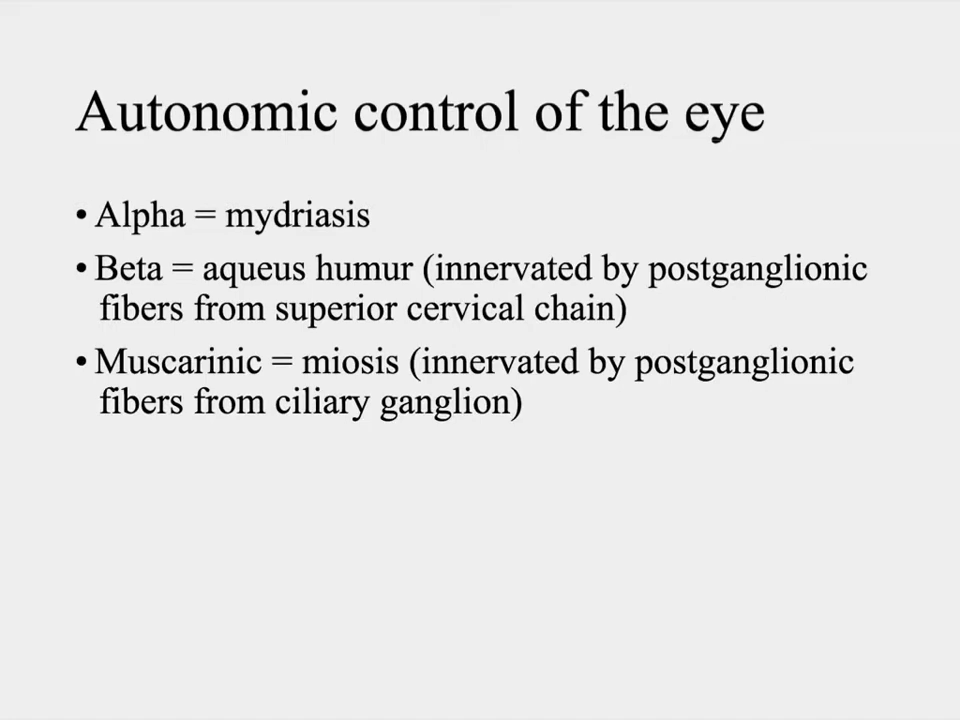 Autonomic control of the eye
• Alpha = mydriasis
• Beta = aqueus humur (innervated by postganglionic
fibers from superior cervical chain)
• Muscarinic = miosis (innervated by postganglionic
fibers from ciliary ganglion)